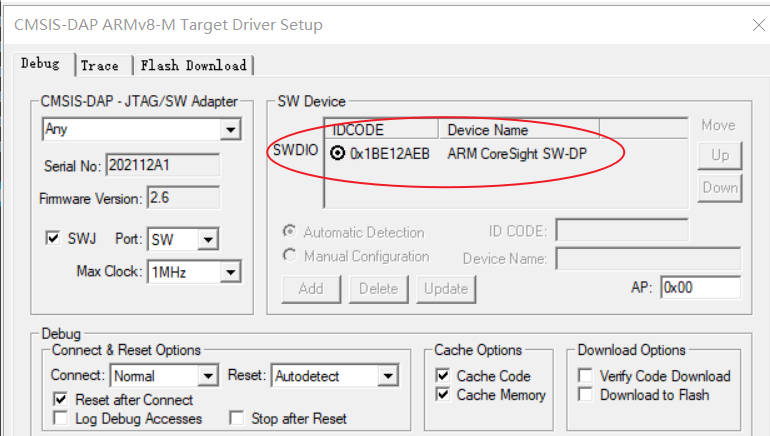 CMSIS-DAP ARMv8-M Target Driver Setup
Debug Trace Flash Download
CMSIS-DAP - JTAG/SW Adapter
Any
Serial No: 202112A1
Firmware Version: 2.6
SWJ Port: SW
Max Clock: 1MHz
SW Device
IDCODE Device Name
SWDIO 0x1BE12AEB ARM CoreSight SW-DP
Move
Up
Down
Automatic Detection ID CODE:
Manual Configuration Device Name:
Add Delete Update AP: 0x00
Debug
Connect & Reset Options
Connect: Normal Reset: Autodetect
Reset after Connect
Log Debug Accesses Stop after Reset
Cache Options
Cache Code
Cache Memory
Download Options
Verify Code Download
Download to Flash